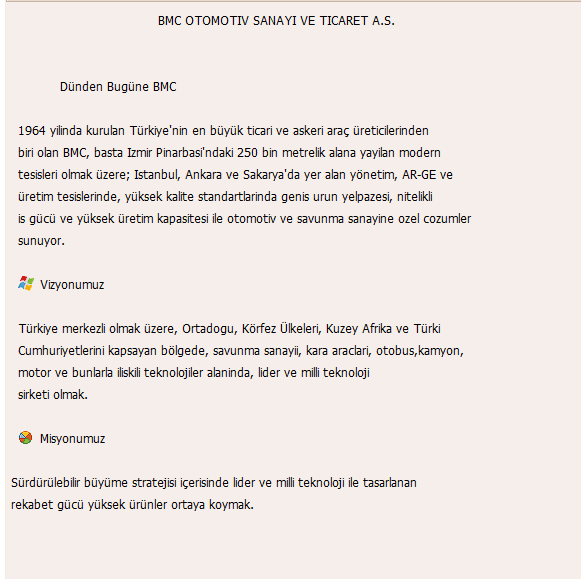 BMC OTOMOTIV SANAYI VE TICARET A.S.
Dünden Bugüne BMC
1964 yilinda kurulan Türkiye'nin en büyük ticari ve askeri araç üreticilerinden
biri olan BMC, basta Izmir Pinarbasi'ndaki 250 bin metrelik alana yayilan modern
tesisleri olmak üzere; Istanbul, Ankara ve Sakarya'da yer alan yönetim, AR-GE ve
üretim tesislerinde, yüksek kalite standartlarinda genis urun yelpazesi, nitelikli
is gücü ve yüksek üretim kapasitesi ile otomotiv ve savunma sanayine ozel cozumler
sunuyor.
Vizyonumuz
Türkiye merkezli olmak üzere, Ortadogu, Körfez Ülkeleri, Kuzey Afrika ve Türki
Cumhuriyetlerini kapsayan bölgede, savunma sanayii, kara araclari, otobus,kamyon,
motor ve bunlarla iliskili teknolojiler alaninda, lider ve milli teknoloji
sirketi olmak.
Misyonumuz
Sürdürülebilir büyüme stratejisi içerisinde lider ve milli teknoloji ile tasarlanan
rekabet gücü yüksek ürünler ortaya koymak.